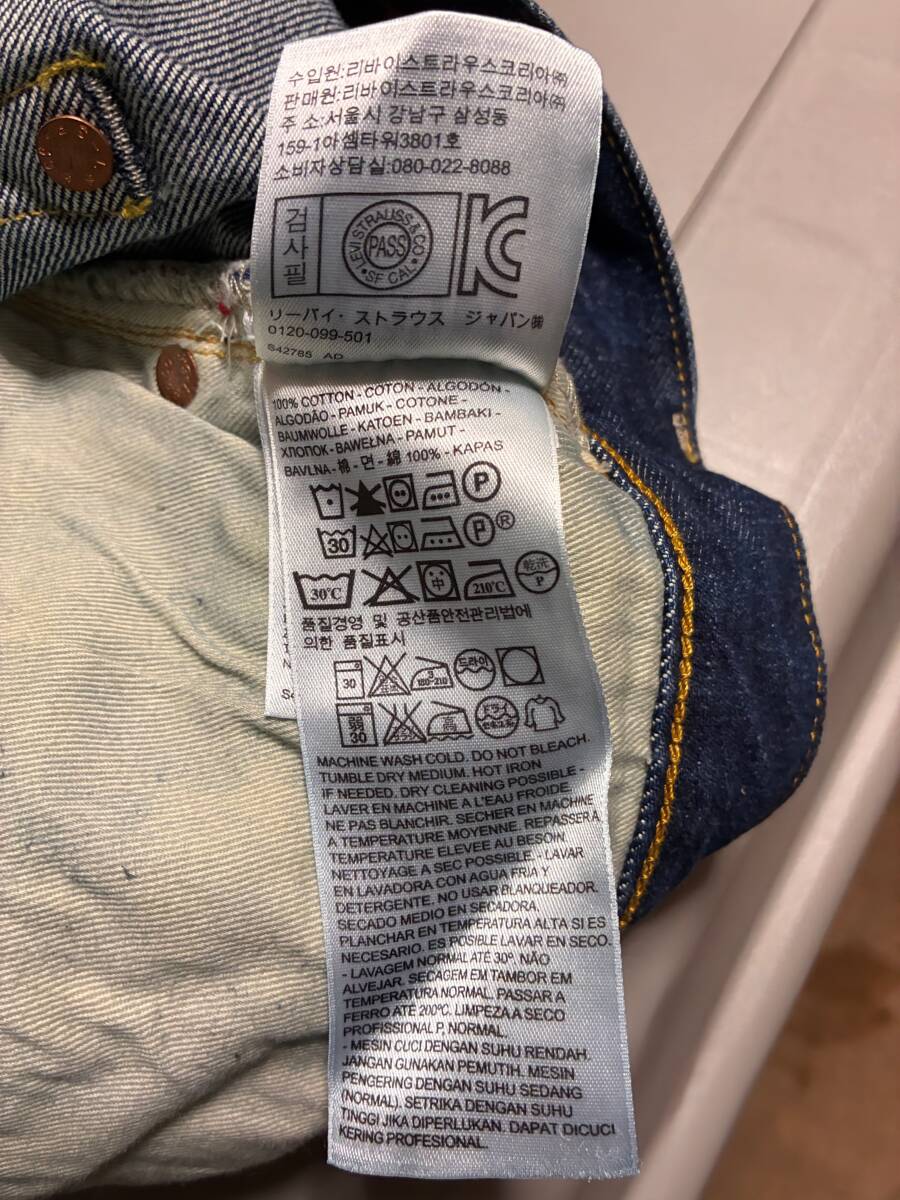 수입원:리바이스트라우스코리아㈜
판매원:리바이스트라우스코리아㈜
주 소:서울시 강남구 삼성동
159-1아셈타워3801호
소비자상담실:080-022-8088
검사필
LEVI STRAUSS & CO.
PASS
SF CAL
KC
リーバイ・ストラウス ジャパン㈱
0120-099-501
S42785 AD
100% COTTON - COTON - ALGODÓN -
ALGODÃO - PAMUK - COTONE -
BAUMWOLLE - KATOEN - BAMBAKI -
ХЛОПОК - BAWEŁNA - PAMUT -
BAVLNA - 棉 - 면 - 綿 100% - KAPAS
P
30 P ®
30℃ 中 210℃ 乾洗 P
품질경영 및 공산품안전관리법에
의한 품질표시
30 3 180-210 드라이
30 高
MACHINE WASH COLD. DO NOT BLEACH.
TUMBLE DRY MEDIUM. HOT IRON
IF NEEDED. DRY CLEANING POSSIBLE -
LAVER EN MACHINE A L'EAU FROIDE.
NE PAS BLANCHIR. SECHER EN MACHINE
A TEMPERATURE MOYENNE. REPASSER A
TEMPERATURE ELEVEE AU BESOIN
NETTOYAGE A SEC POSSIBLE. - LAVAR
EN LAVADORA CON AGUA FRIA Y
DETERGENTE. NO USAR BLANQUEADOR.
SECADO MEDIO EN SECADORA.
PLANCHAR EN TEMPERATURA ALTA SI ES
NECESARIO. ES POSIBLE LAVAR EN SECO.
- LAVAGEM NORMAL ATÉ 30º. NÃO
ALVEJAR. SECAGEM EM TAMBOR EM
TEMPERATURA NORMAL. PASSAR A
FERRO ATÉ 200ºC. LIMPEZA A SECO
PROFISSIONAL P, NORMAL.
- MESIN CUCI DENGAN SUHU RENDAH.
JANGAN GUNAKAN PEMUTIH. MESIN
PENGERING DENGAN SUHU SEDANG
(NORMAL). SETRIKA DENGAN SUHU
TINGGI JIKA DIPERLUKAN. DAPAT DICUCI
KERING PROFESIONAL.